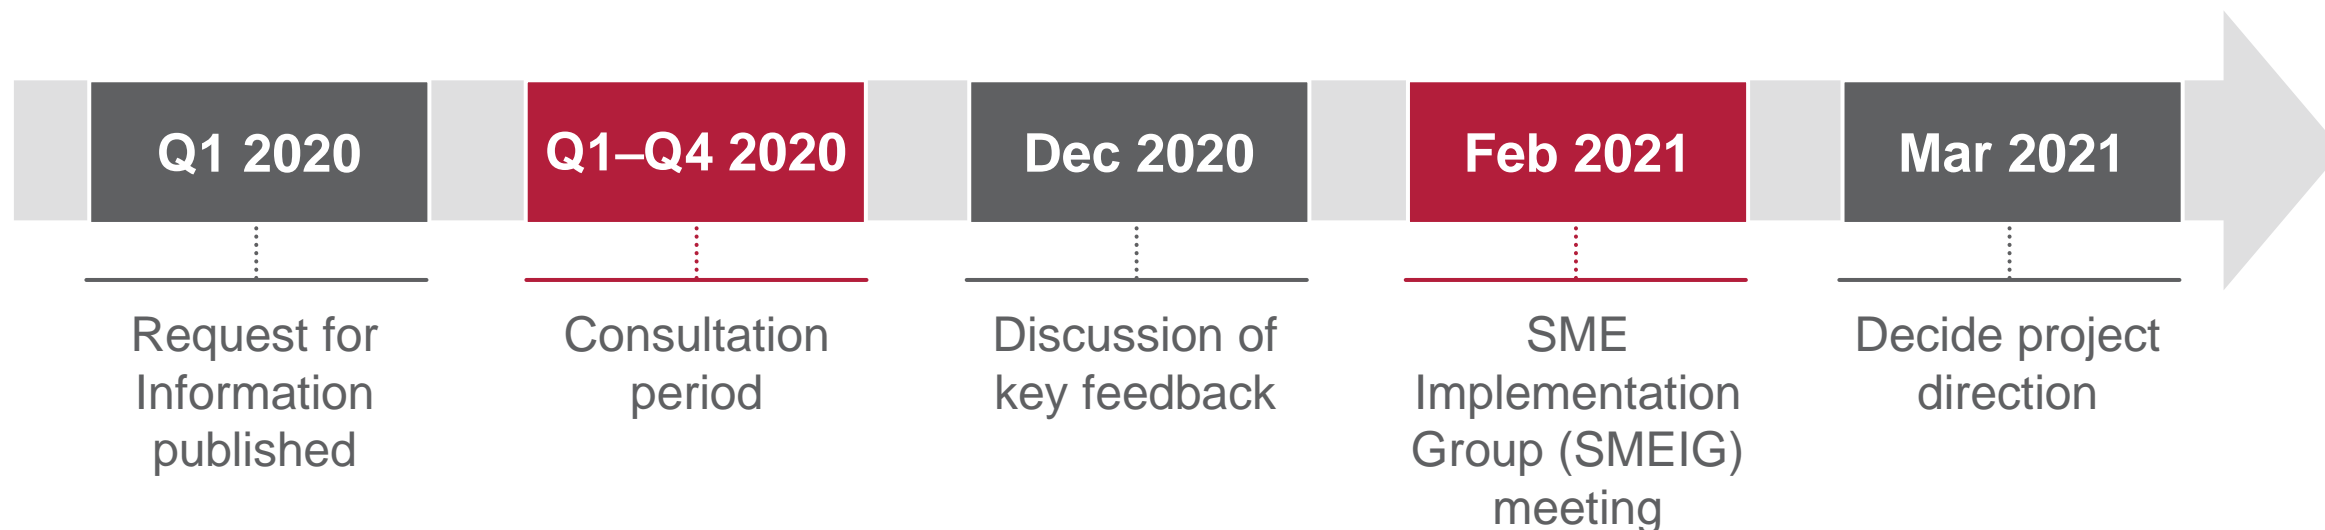 Q1 2020
Q1–Q4 2020
Dec 2020
Feb 2021
Mar 2021
Request for
Information
published
Consultation
period
Discussion of
key feedback
SME
Implementation
Group (SMEIG)
meeting
Decide project
direction